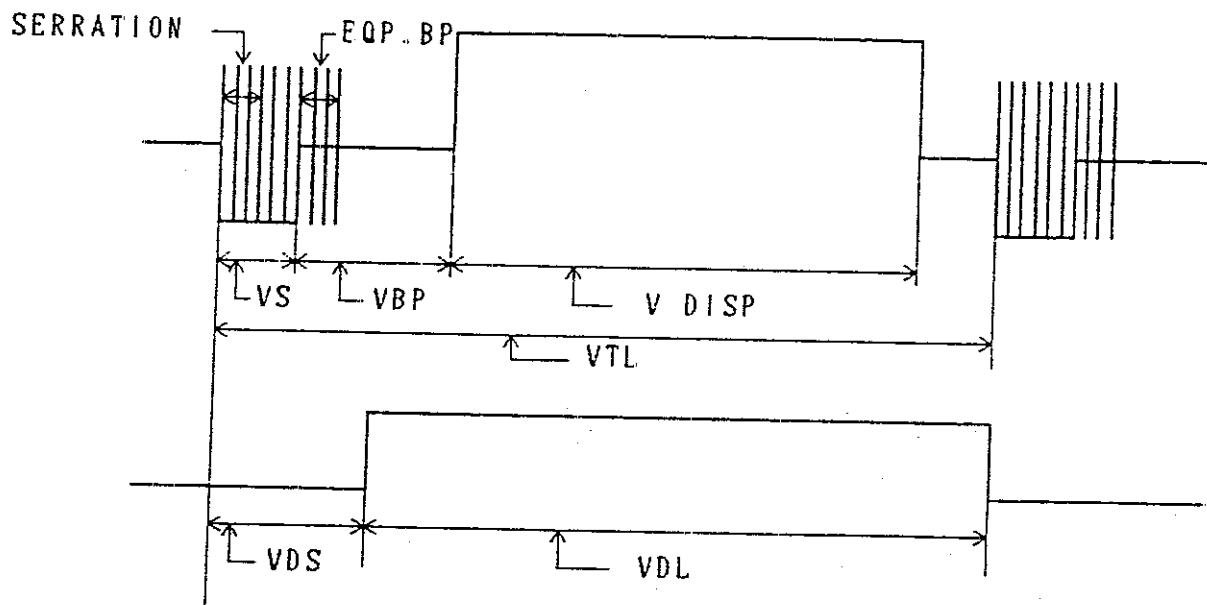 SERRATION
EQP. BP
VS
VBP
V DISP
VTL
VDS
VDL